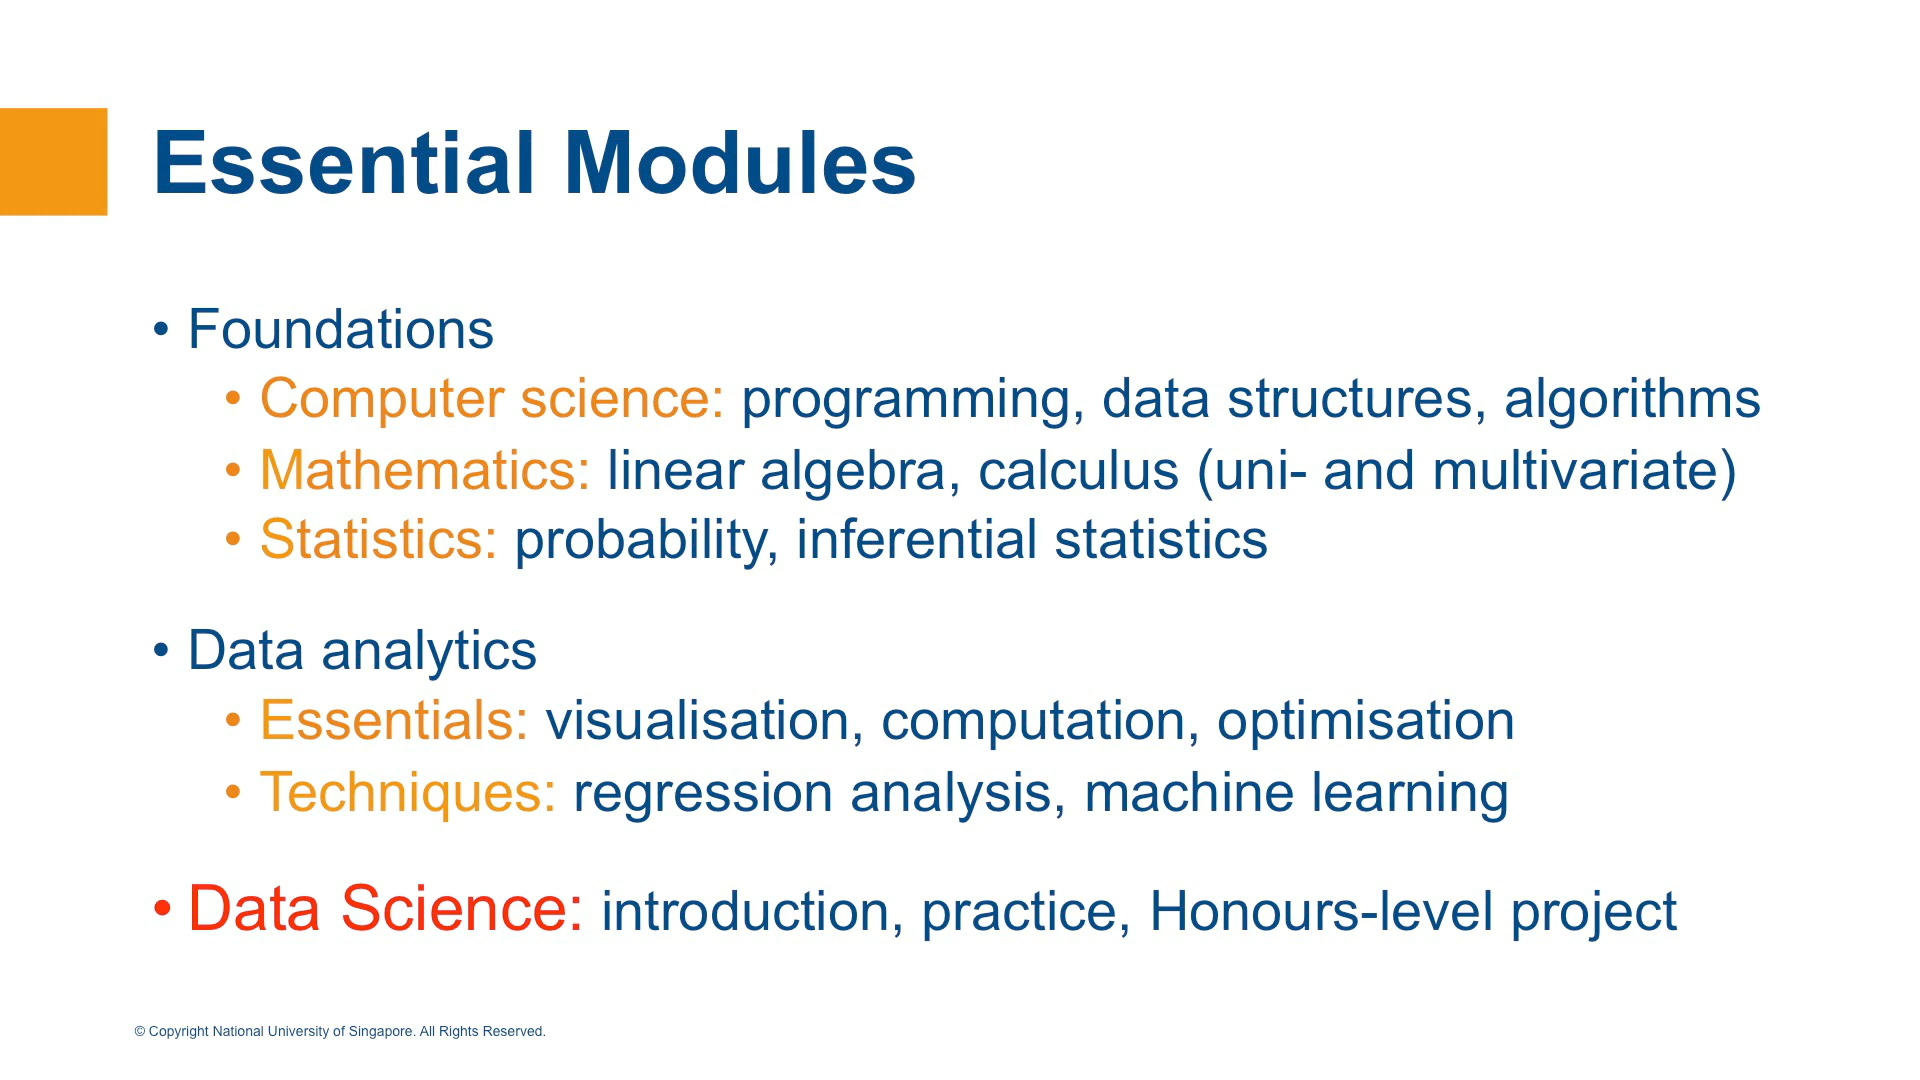 Essential Modules
• Foundations
• Computer science: programming, data structures, algorithms
• Mathematics: linear algebra, calculus (uni- and multivariate)
• Statistics: probability, inferential statistics
• Data analytics
• Essentials: visualisation, computation, optimisation
• Techniques: regression analysis, machine learning
• Data Science: introduction, practice, Honours-level project
© Copyright National University of Singapore. All Rights Reserved.